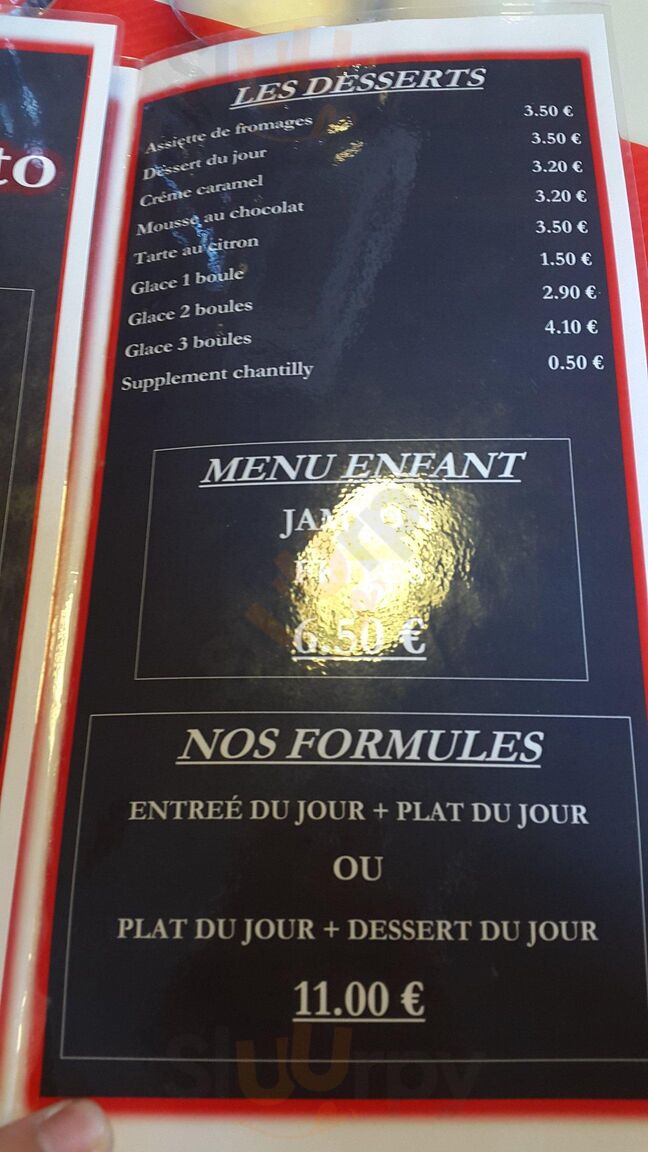 to
LES DESSERTS
Assiette de fromages 3.50 €
Dessert du jour 3.50 €
Créme caramel 3.20 €
Mousse au chocolat 3.20 €
Tarte au citron 3.50 €
Glace 1 boule 1.50 €
Glace 2 boules 2.90 €
Glace 3 boules 4.10 €
Supplement chantilly 0.50 €
MENU ENFANT
6.50 €
NOS FORMULES
ENTREÉ DU JOUR + PLAT DU JOUR
OU
PLAT DU JOUR + DESSERT DU JOUR
11.00 €
Sluurpy